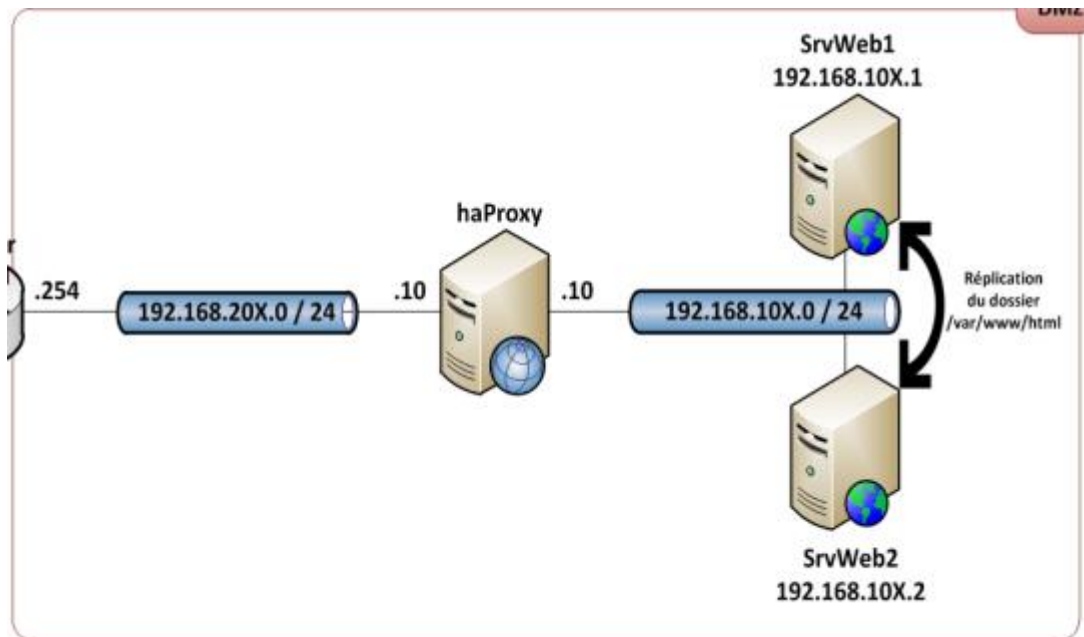 DMZ
SrvWeb1
192.168.10X.1
haProxy
r
.254
192.168.20X.0 / 24
.10
.10
192.168.10X.0 / 24
Réplication
du dossier
/var/www/html
SrvWeb2
192.168.10X.2